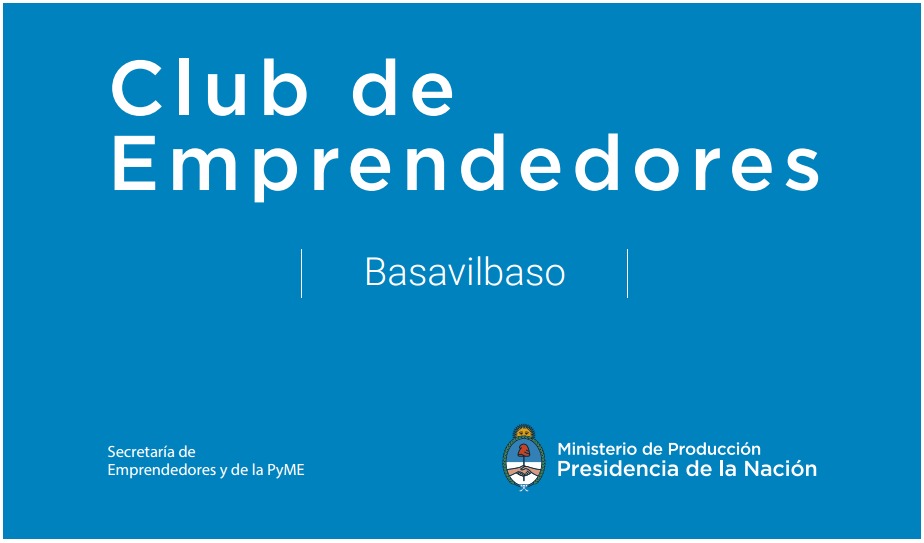 Club de
Emprendedores
Basavilbaso
Secretaría de
Emprendedores y de la PyME
Ministerio de Producción
Presidencia de la Nación